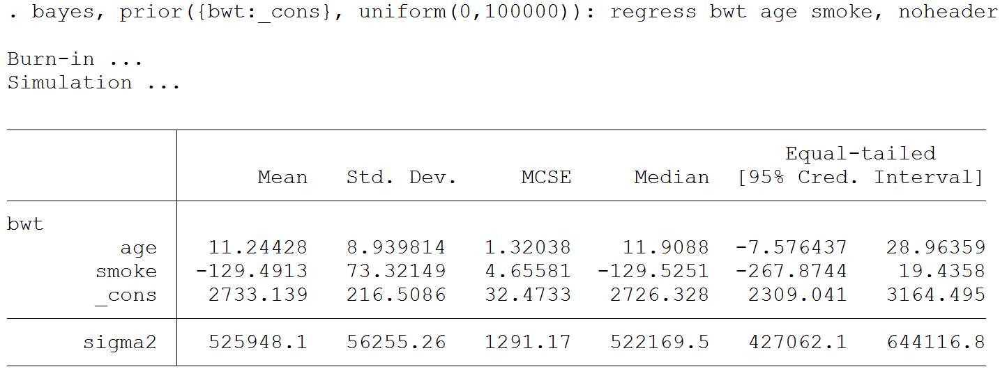 . bayes, prior({bwt:_cons}, uniform(0,100000)): regress bwt age smoke, noheader
Burn-in ...
Simulation ...
Equal-tailed
Mean Std. Dev. MCSE Median [95% Cred. Interval]
bwt
age 11.24428 8.939814 1.32038 11.9088 -7.576437 28.96359
smoke -129.4913 73.32149 4.65581 -129.5251 -267.8744 19.4358
_cons 2733.139 216.5086 32.4733 2726.328 2309.041 3164.495
sigma2 525948.1 56255.26 1291.17 522169.5 427062.1 644116.8